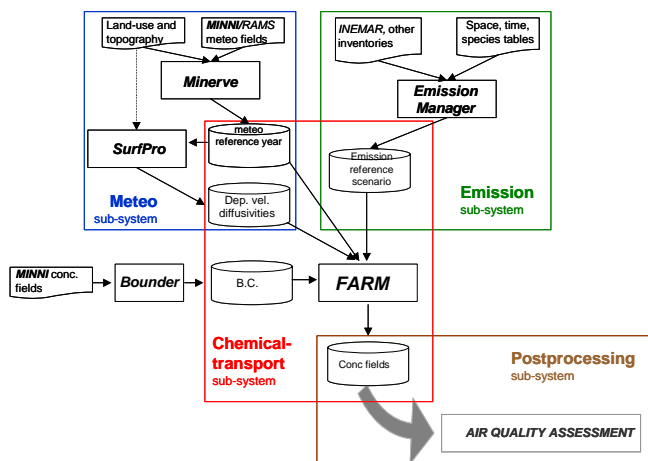 Land-use and
topography
MINNI/RAMS
meteo fields
INEMAR, other
inventories
Space, time,
species tables
Minerve
Emission
Manager
meteo
reference year
SurfPro
Emission
reference
scenario
Meteo
sub-system
Dep. vel.
diffusivities
Emission
sub-system
MINNI conc.
fields
Bounder
B.C.
FARM
Chemical-
transport
sub-system
Conc fields
Postprocessing
sub-system
AIR QUALITY ASSESSMENT